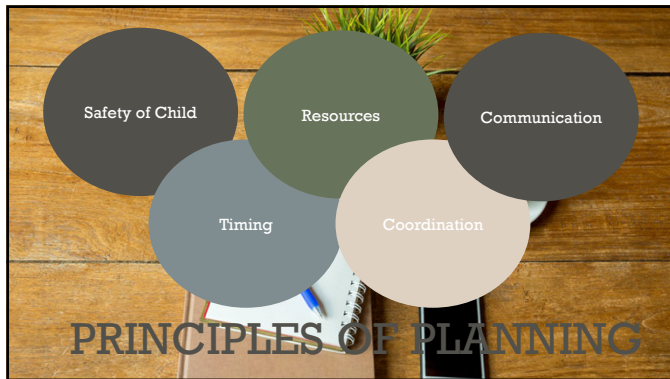 Safety of Child
Resources
Communication
Timing
Coordination
PRINCIPLES OF PLANNING